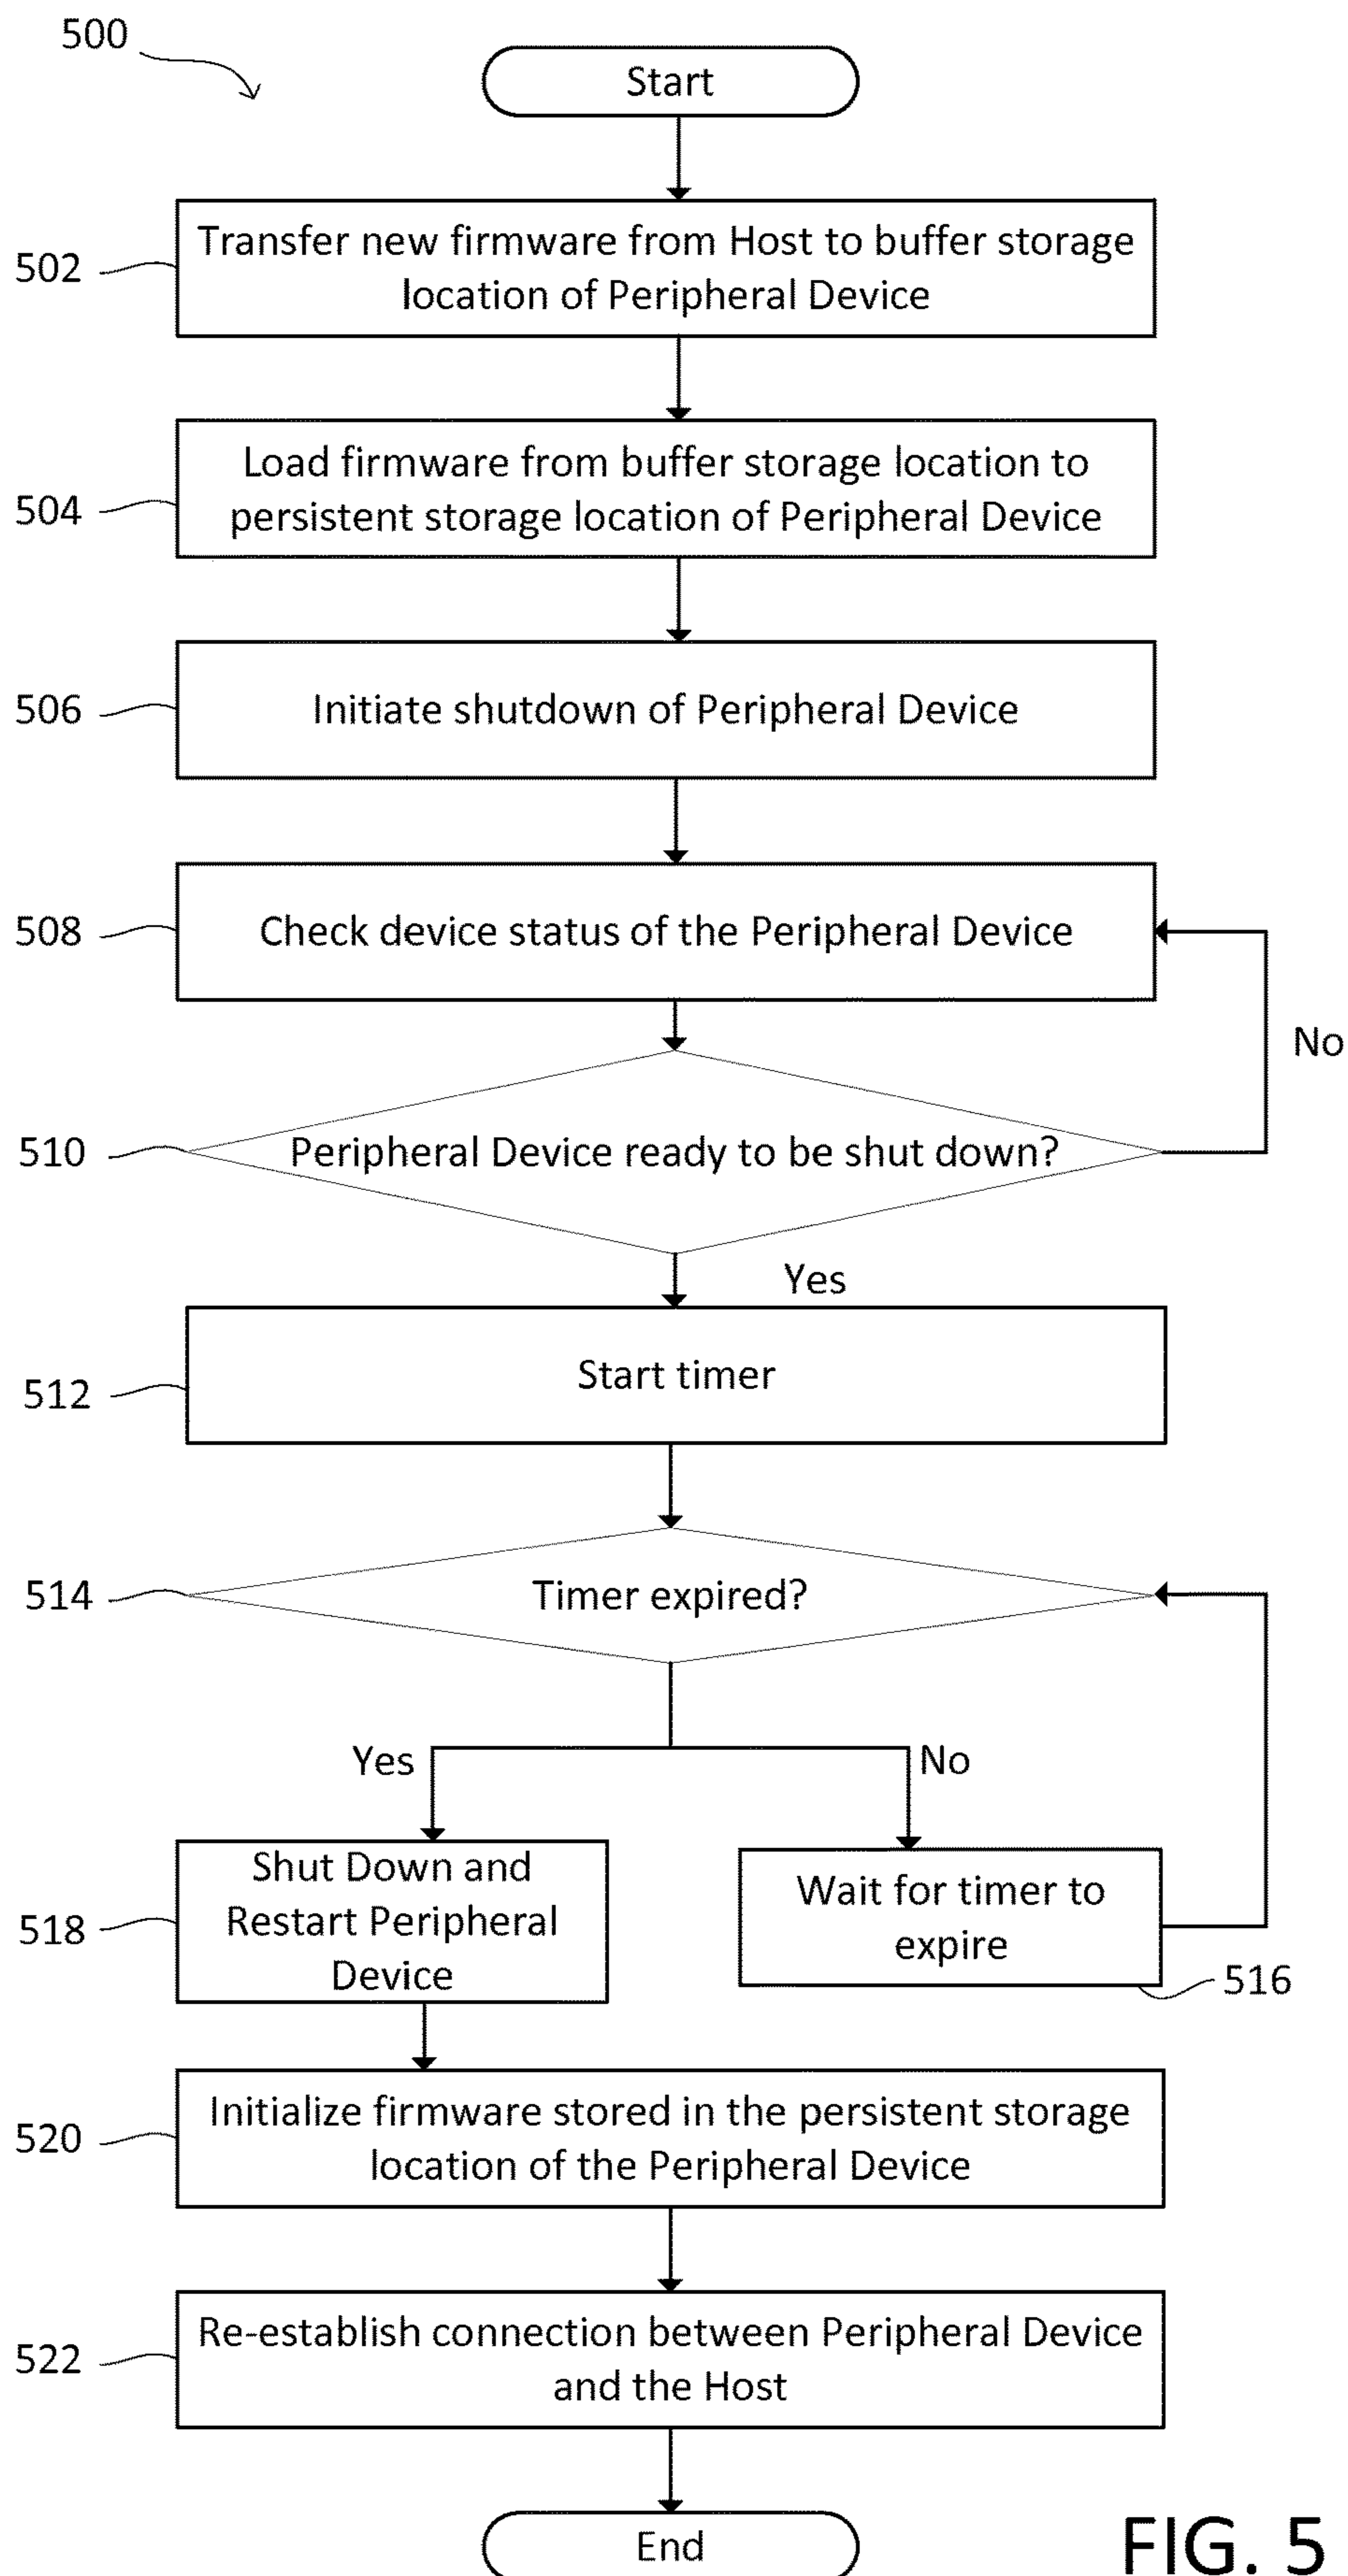 500
Start
502
Transfer new firmware from Host to buffer storage
location of Peripheral Device
504
Load firmware from buffer storage location to
persistent storage location of Peripheral Device
506
Initiate shutdown of Peripheral Device
508
Check device status of the Peripheral Device
No
510
Peripheral Device ready to be shut down?
Yes
512
Start timer
514
Timer expired?
Yes
No
518
Shut Down and
Restart Peripheral
Device
Wait for timer to
expire
516
520
Initialize firmware stored in the persistent storage
location of the Peripheral Device
522
Re-establish connection between Peripheral Device
and the Host
End
FIG. 5